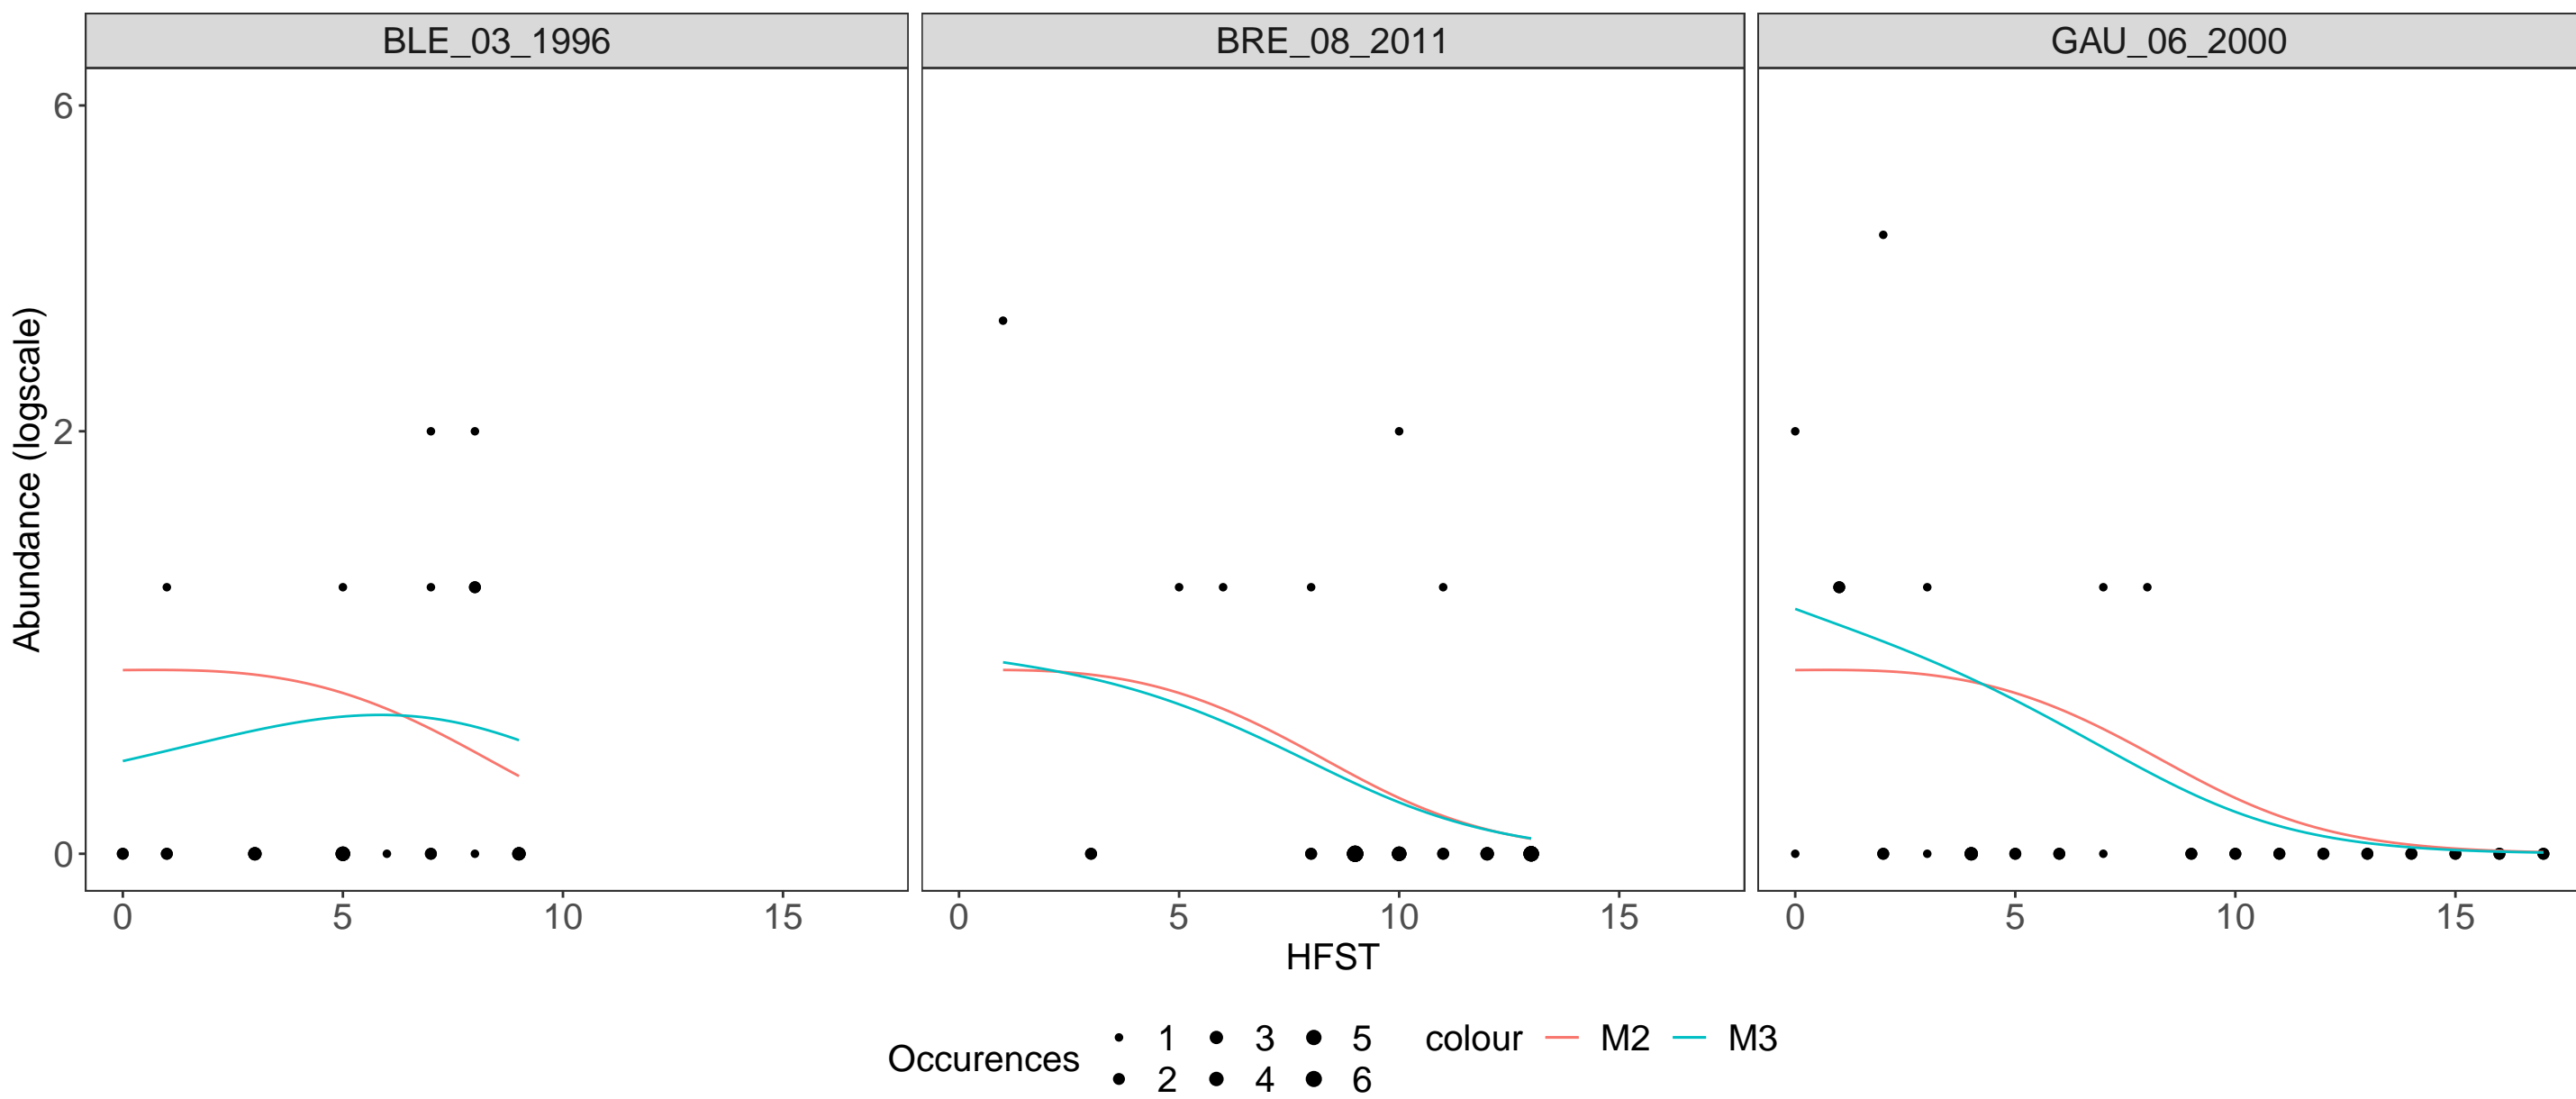 BLE_03_1996 BRE_08_2011 GAU_06_2000
Abundance (logscale)
6
2
0
0 5 10 15 0 5 10 15 0 5 10 15
HFST
Occurences 1 3 5 colour M2 M3
2 4 6